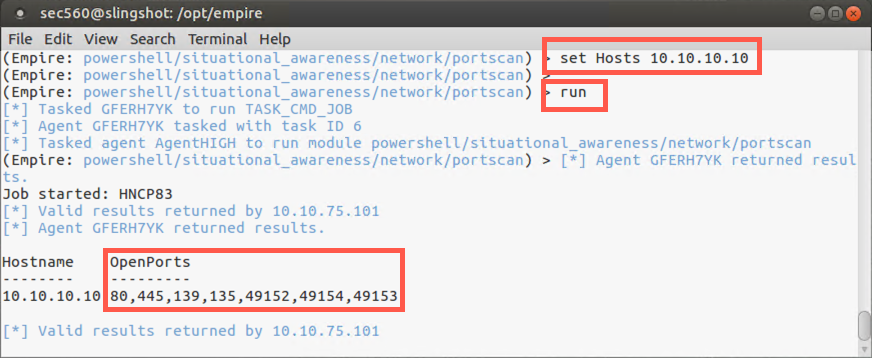 sec560@slingshot: /opt/empire
File Edit View Search Terminal Help
(Empire: powershell/situational_awareness/network/portscan) > set Hosts 10.10.10.10
(Empire: powershell/situational_awareness/network/portscan) >
(Empire: powershell/situational_awareness/network/portscan) > run
[*] Tasked GFERH7YK to run TASK_CMD_JOB
[*] Agent GFERH7YK tasked with task ID 6
[*] Tasked agent AgentHIGH to run module powershell/situational_awareness/network/portscan
(Empire: powershell/situational_awareness/network/portscan) > [*] Agent GFERH7YK returned resul
ts.
Job started: HNCP83
[*] Valid results returned by 10.10.75.101
[*] Agent GFERH7YK returned results.
Hostname OpenPorts
-------- ---------
10.10.10.10 80,445,139,135,49152,49154,49153
[*] Valid results returned by 10.10.75.101